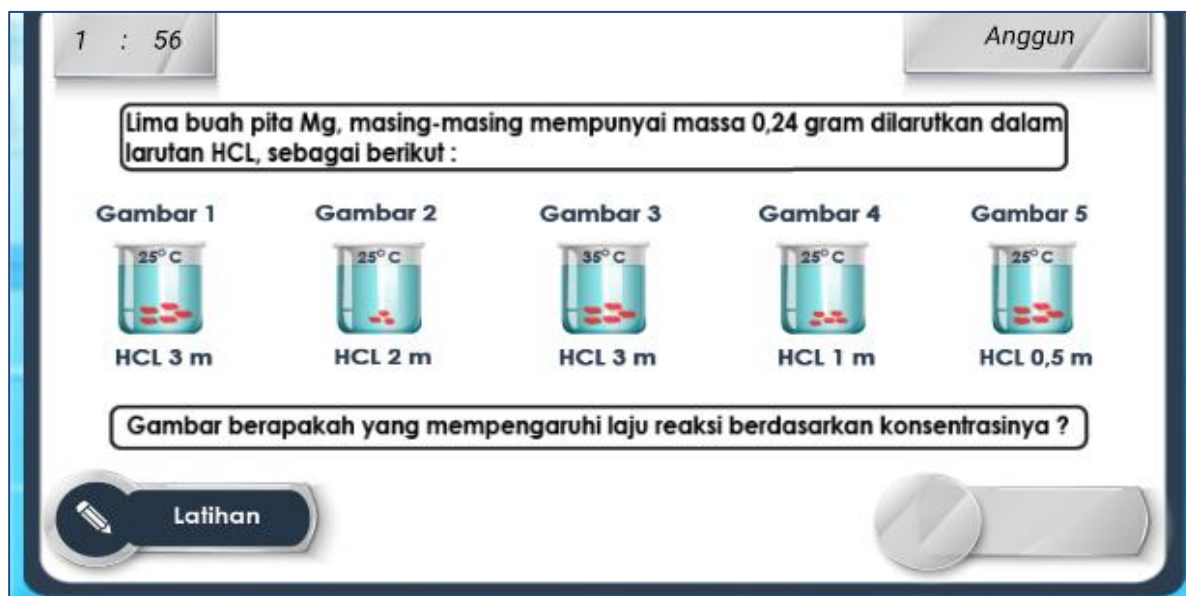 1 : 56
Anggun
Lima buah pita Mg, masing-masing mempunyai massa 0,24 gram dilarutkan dalam
larutan HCL, sebagai berikut :
Gambar 1 Gambar 2 Gambar 3 Gambar 4 Gambar 5
25° C 25° C 35° C 25° C 25° C
HCL 3 m HCL 2 m HCL 3 m HCL 1 m HCL 0,5 m
Gambar berapakah yang mempengaruhi laju reaksi berdasarkan konsentrasinya ?
Latihan